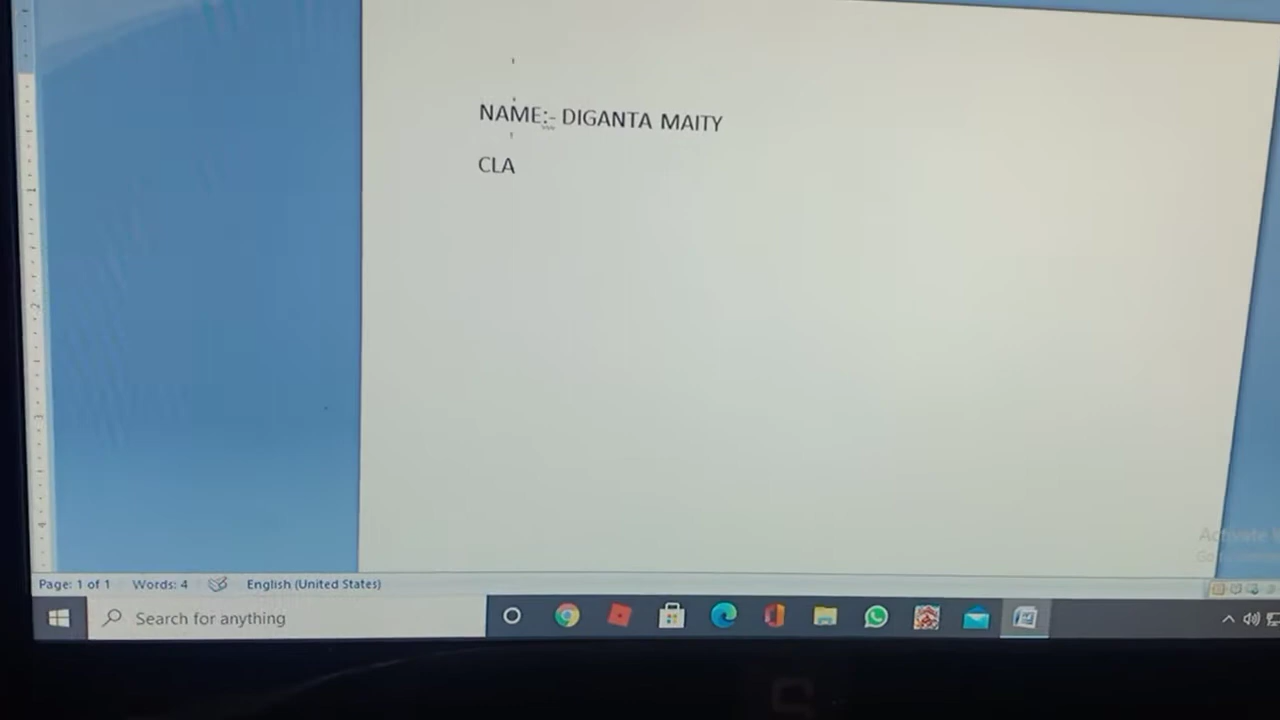 NAME:- DIGANTA MAITY
CLA
Page: 1 of 1 Words: 4 English (United States)
Search for anything